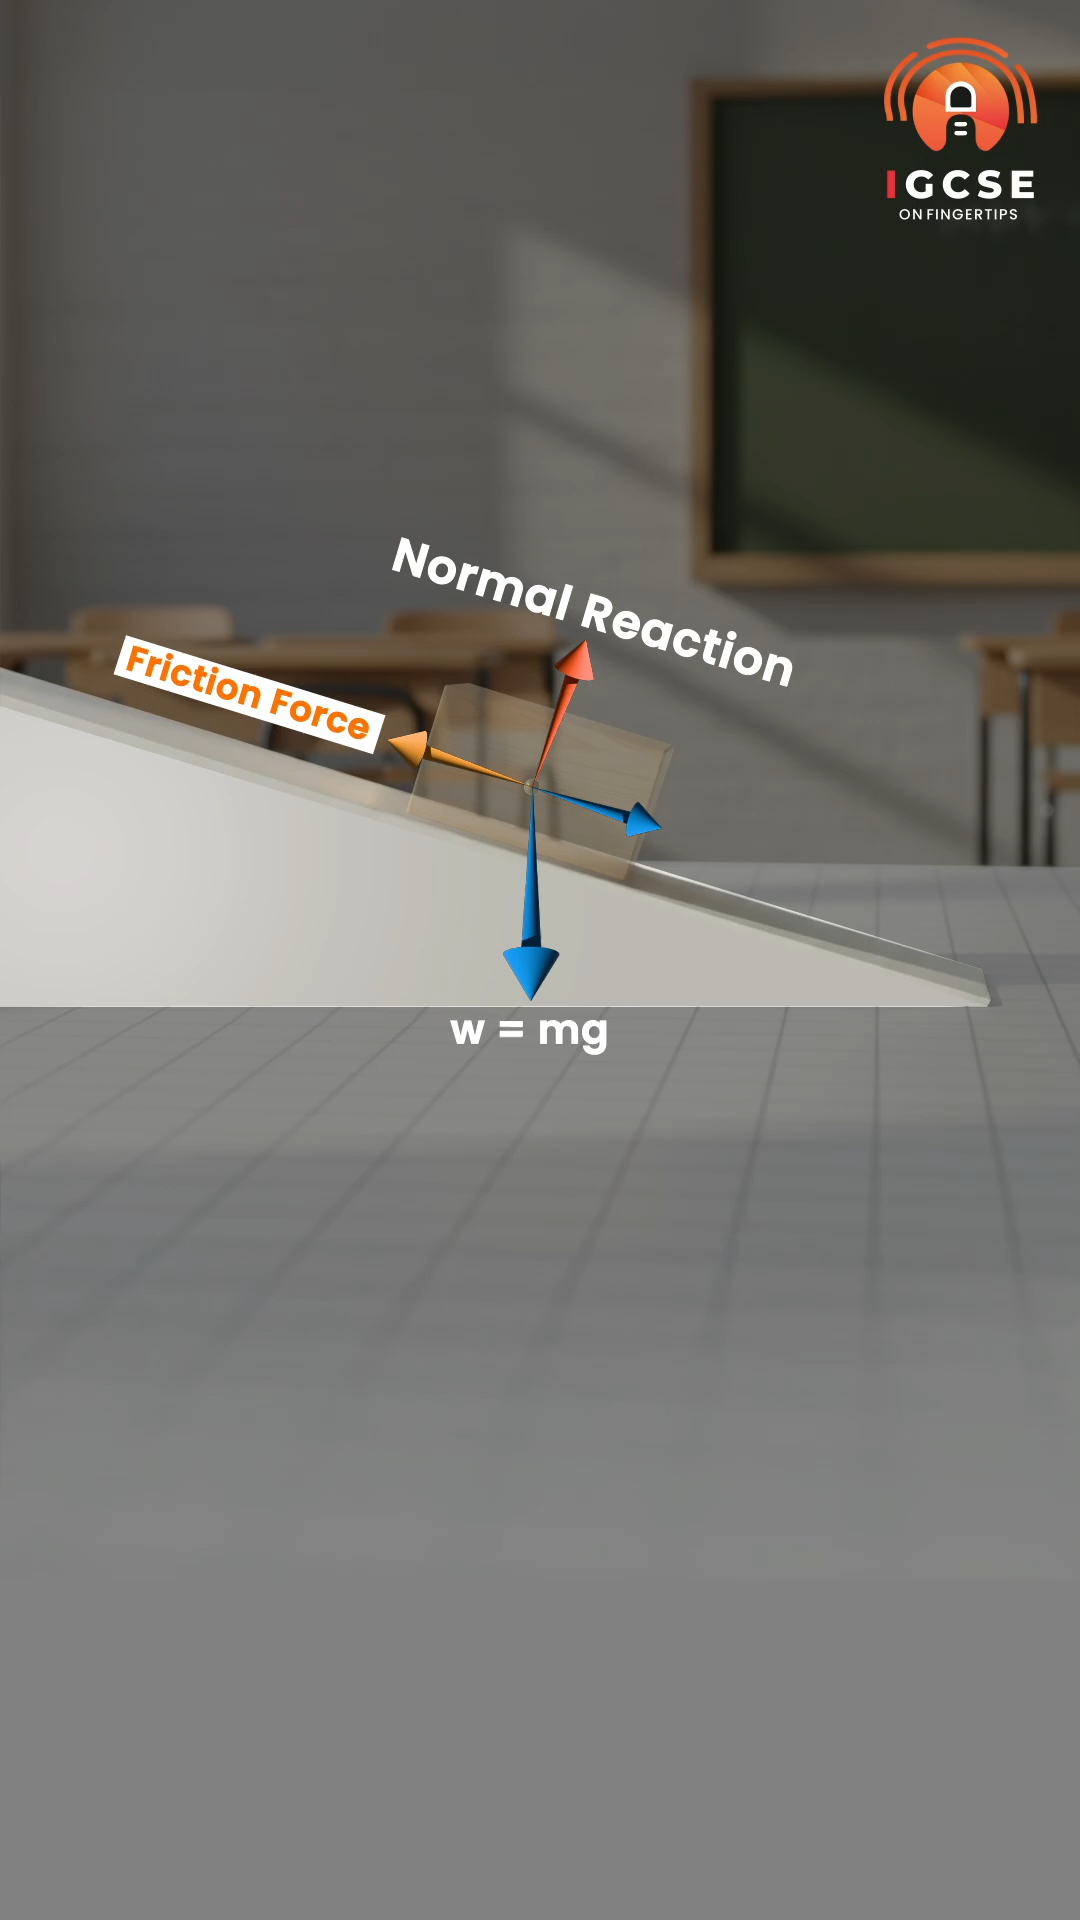 IGCSE
ON FINGERTIPS
Normal Reaction
Friction Force
w = mg